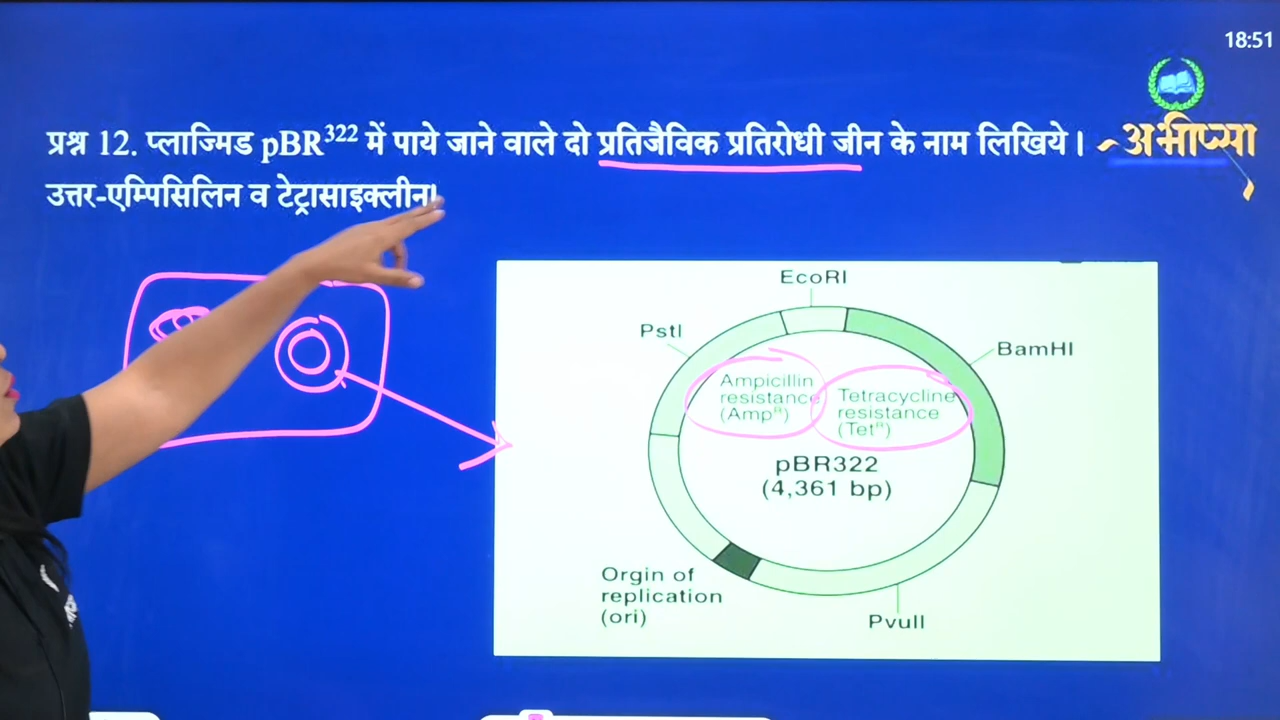 18:51
प्रश्न 12. प्लाज्मिड pBR³²² में पाये जाने वाले दो प्रतिजैविक प्रतिरोधी जीन के नाम लिखिये।
अभीप्सा
उत्तर-एम्पिसिलिन व टेट्रासाइक्लीन।
EcoRI
PstI
BamHI
Ampicillin
resistance
(Ampᴿ)
Tetracycline
resistance
(Tetᴿ)
pBR322
(4,361 bp)
Orgin of
replication
(ori)
PvuII